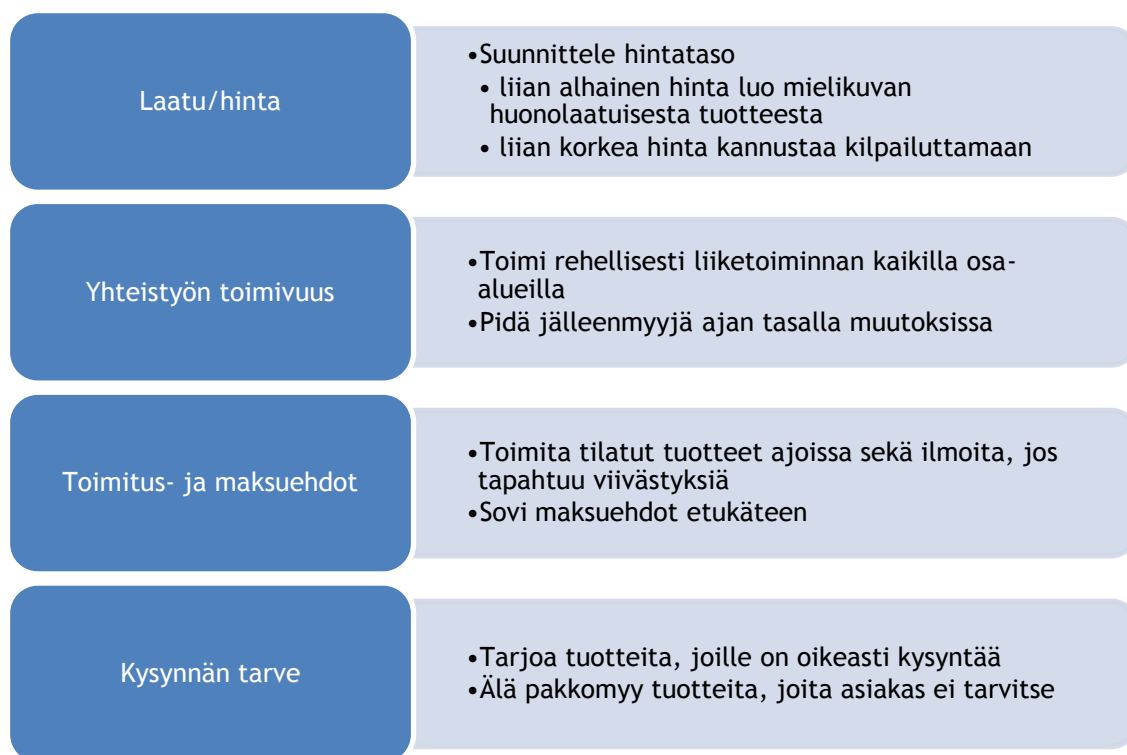 Laatu/hinta
•Suunnittele hintataso
• liian alhainen hinta luo mielikuvan
huonolaatuisesta tuotteesta
• liian korkea hinta kannustaa kilpailuttamaan
Yhteistyön toimivuus
•Toimi rehellisesti liiketoiminnan kaikilla osa-
alueilla
•Pidä jälleenmyyjä ajan tasalla muutoksissa
Toimitus- ja maksuehdot
•Toimita tilatut tuotteet ajoissa sekä ilmoita, jos
tapahtuu viivästyksiä
•Sovi maksuehdot etukäteen
Kysynnän tarve
•Tarjoa tuotteita, joille on oikeasti kysyntää
•Älä pakkomyy tuotteita, joita asiakas ei tarvitse